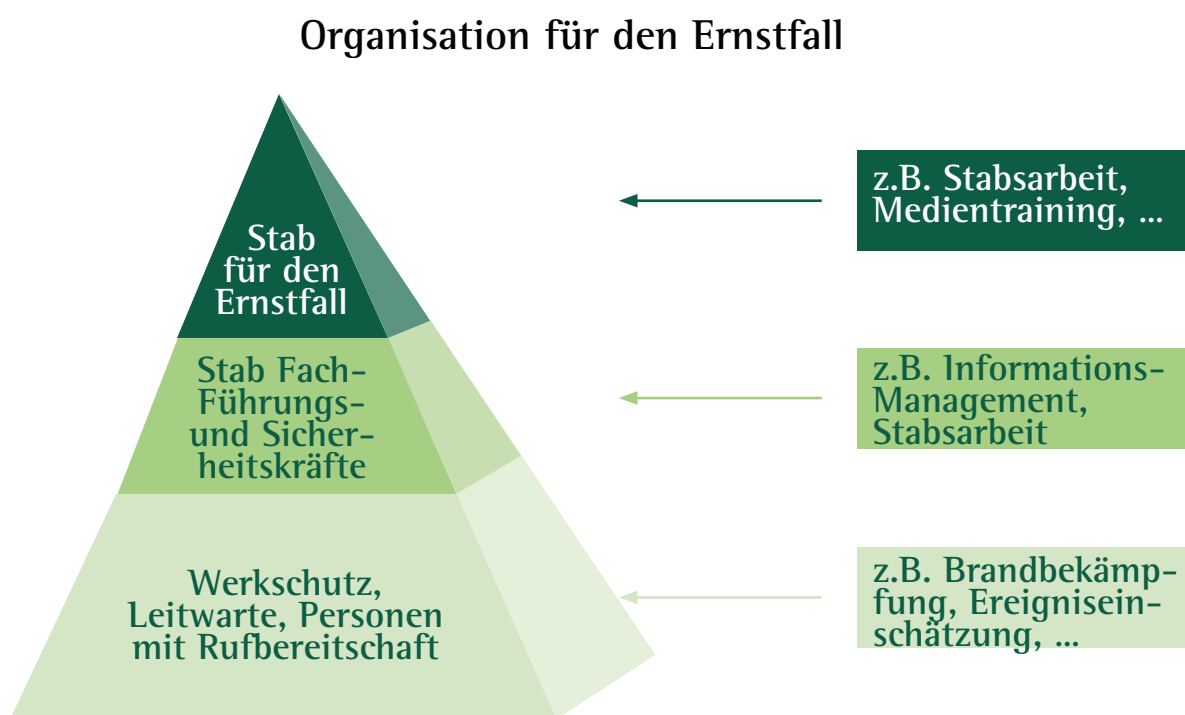 Organisation für den Ernstfall
Stab
für den
Ernstfall
z.B. Stabsarbeit,
Medientraining, ...
Stab Fach-
Führungs-
und Sicher-
heitskräfte
z.B. Informations-
Management,
Stabsarbeit
Werkschutz,
Leitwarte, Personen
mit Rufbereitschaft
z.B. Brandbekämp-
fung, Ereignisein-
schätzung, ...